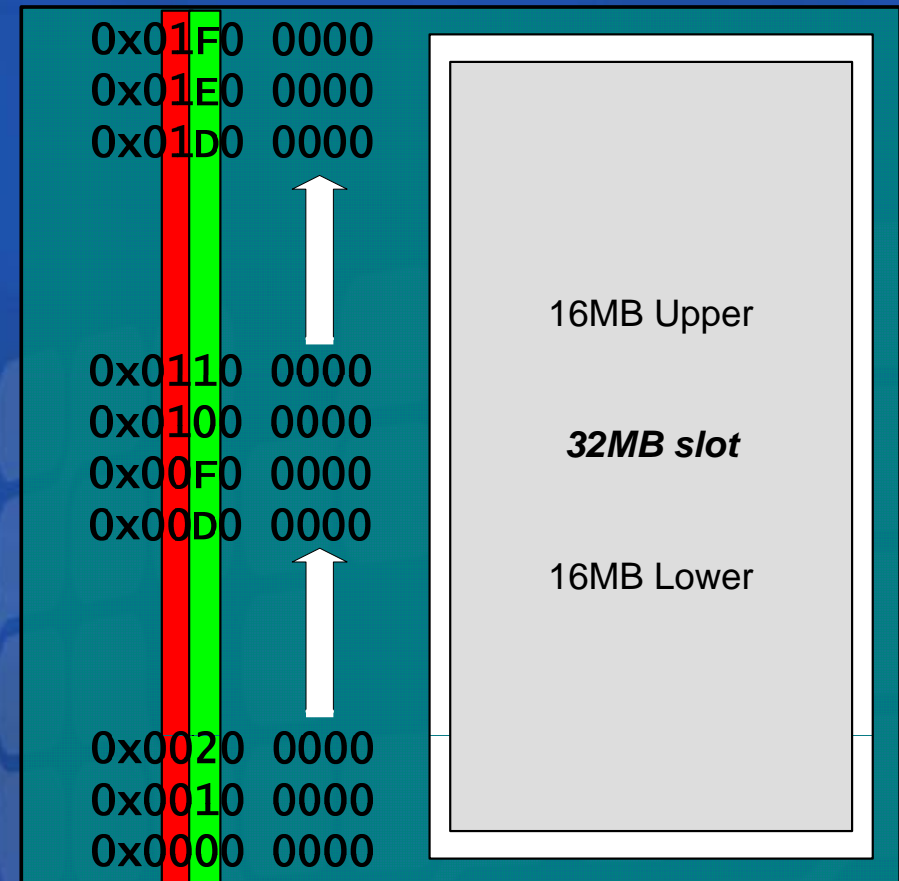 0x01F0 0000
0x01E0 0000
0x01D0 0000
0x0110 0000
0x0100 0000
0x00F0 0000
0x00D0 0000
0x0020 0000
0x0010 0000
0x0000 0000
16MB Upper
32MB slot
16MB Lower